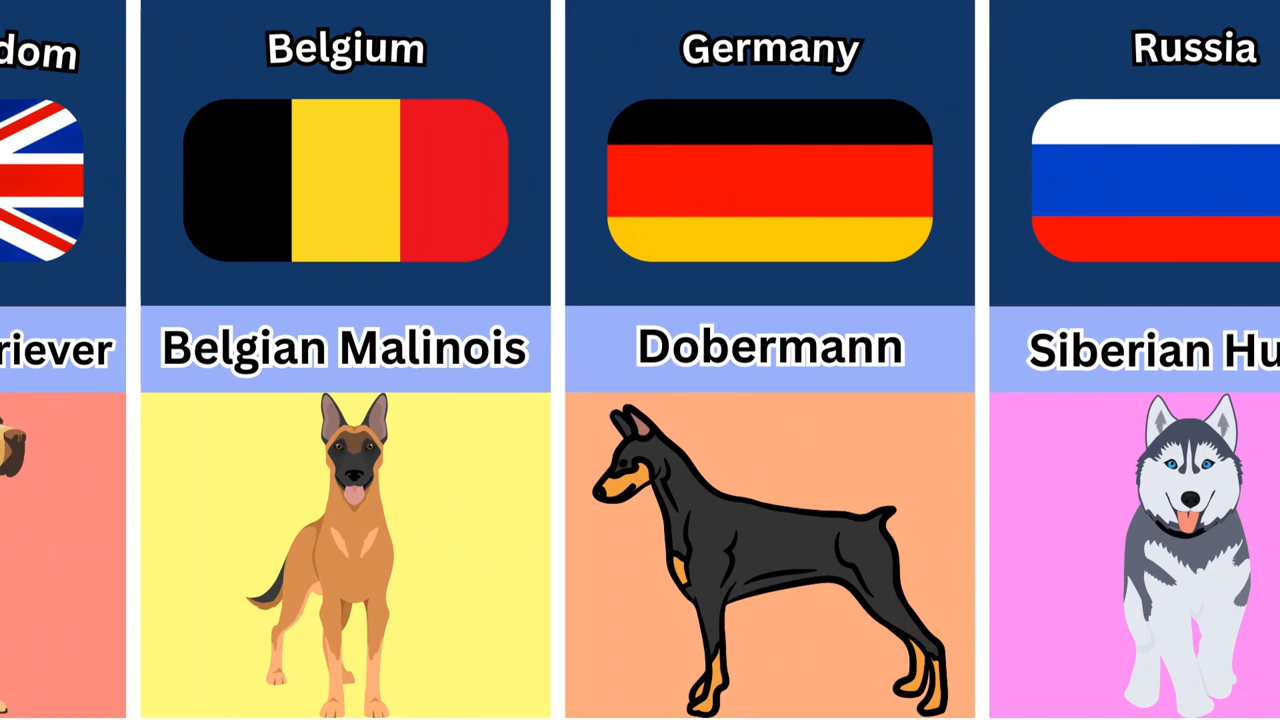 dom
Belgium
Germany
Russia
riever
Belgian Malinois
Dobermann
Siberian Hu